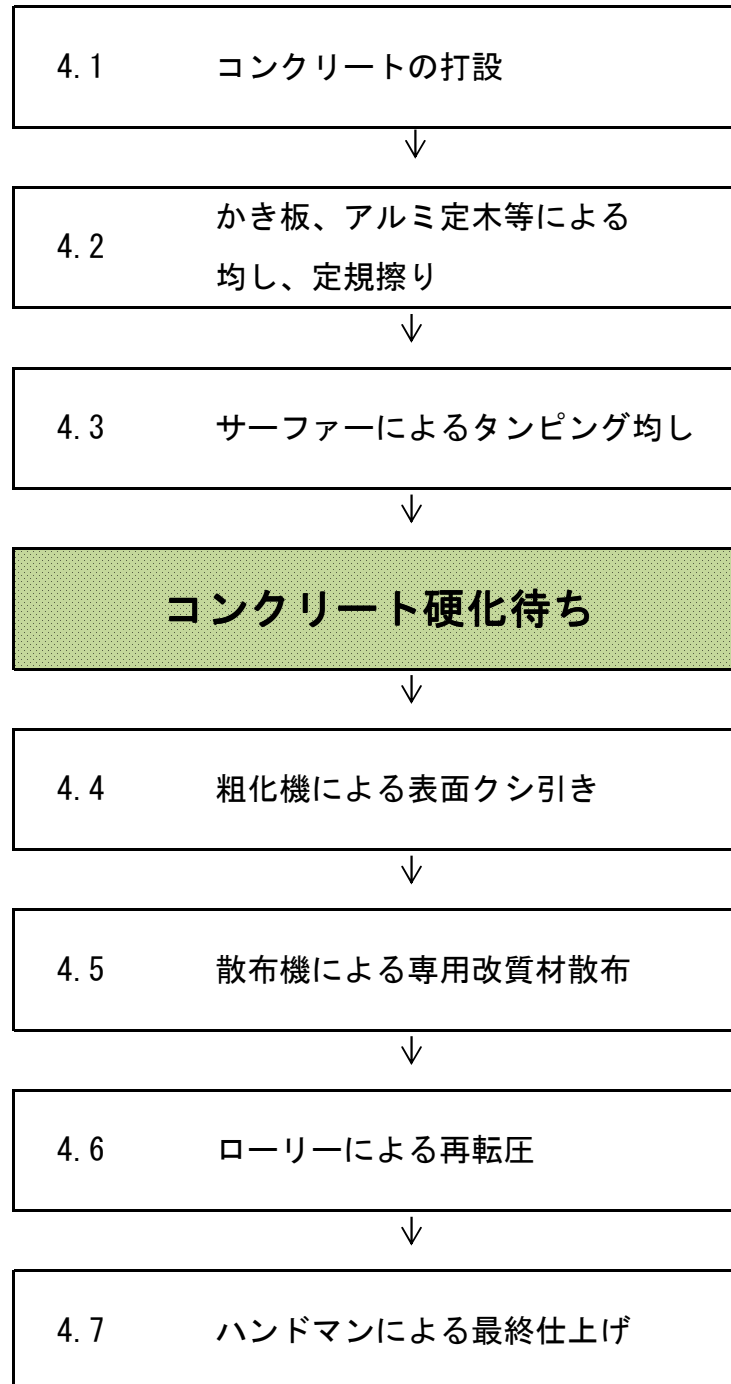 4.1 コンクリートの打設
↓
4.2 かき板、アルミ定木等による
均し、定規擦り
↓
4.3 サーファーによるタンピング均し
↓
コンクリート硬化待ち
↓
4.4 粗化機による表面クシ引き
↓
4.5 散布機による専用改質材散布
↓
4.6 ローリーによる再転圧
↓
4.7 ハンドマンによる最終仕上げ